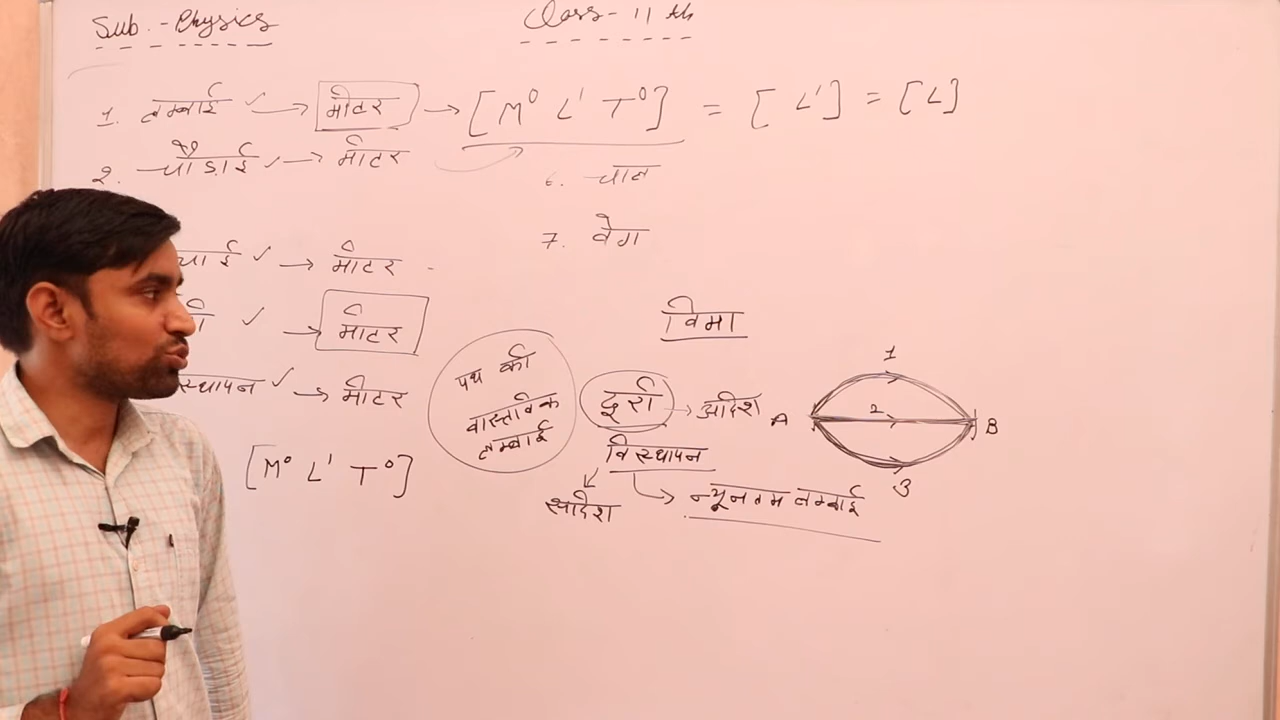 Sub. - Physics
Class - 11 th
1. लम्बाई ✓ → मीटर → [M⁰ L¹ T⁰] = [L¹] = [L]
2. चौड़ाई ✓ → मीटर
6. चाल
7. वेग
चाई ✓ → मीटर
✓ → मीटर
स्थापन ✓ → मीटर
[M⁰ L¹ T⁰]
विमा
पथ की
वास्तविक
लम्बाई
दूरी → अदिश
विस्थापन
→ न्यूनतम लम्बाई
A
1
2
3
B